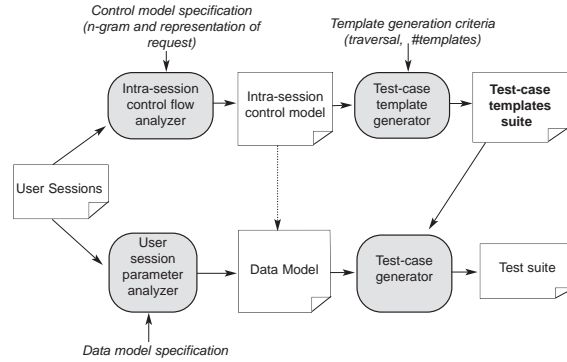 Control model specification
(n-gram and representation of
request)
Template generation criteria
(traversal, #templates)
Intra-session
control flow
analyzer
Intra-session
control model
Test-case
template
generator
Test-case
templates
suite
User Sessions
User
session
parameter
analyzer
Data Model
Test-case
generator
Test suite
Data model specification